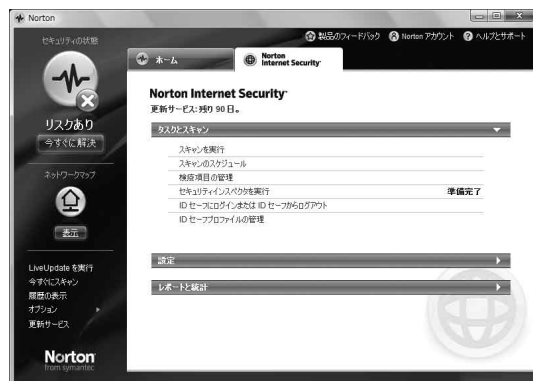 Norton
セキュリティの状態
製品のフィードバック
Norton アカウント
ヘルプとサポート
ホーム
Norton
Internet Security
リスクあり
今すぐに解決
ネットワークマップ
表示
LiveUpdate を実行
今すぐにスキャン
履歴の表示
オプション
更新サービス
Norton
from symantec
Norton Internet Security
更新サービス: 残り 90 日。
タスクとスキャン
スキャンを実行
スキャンのスケジュール
検疫項目の管理
セキュリティインスペクタを実行 準備完了
ID セーフにログインまたは ID セーフからログアウト
ID セーフプロファイルの管理
設定
レポートと統計